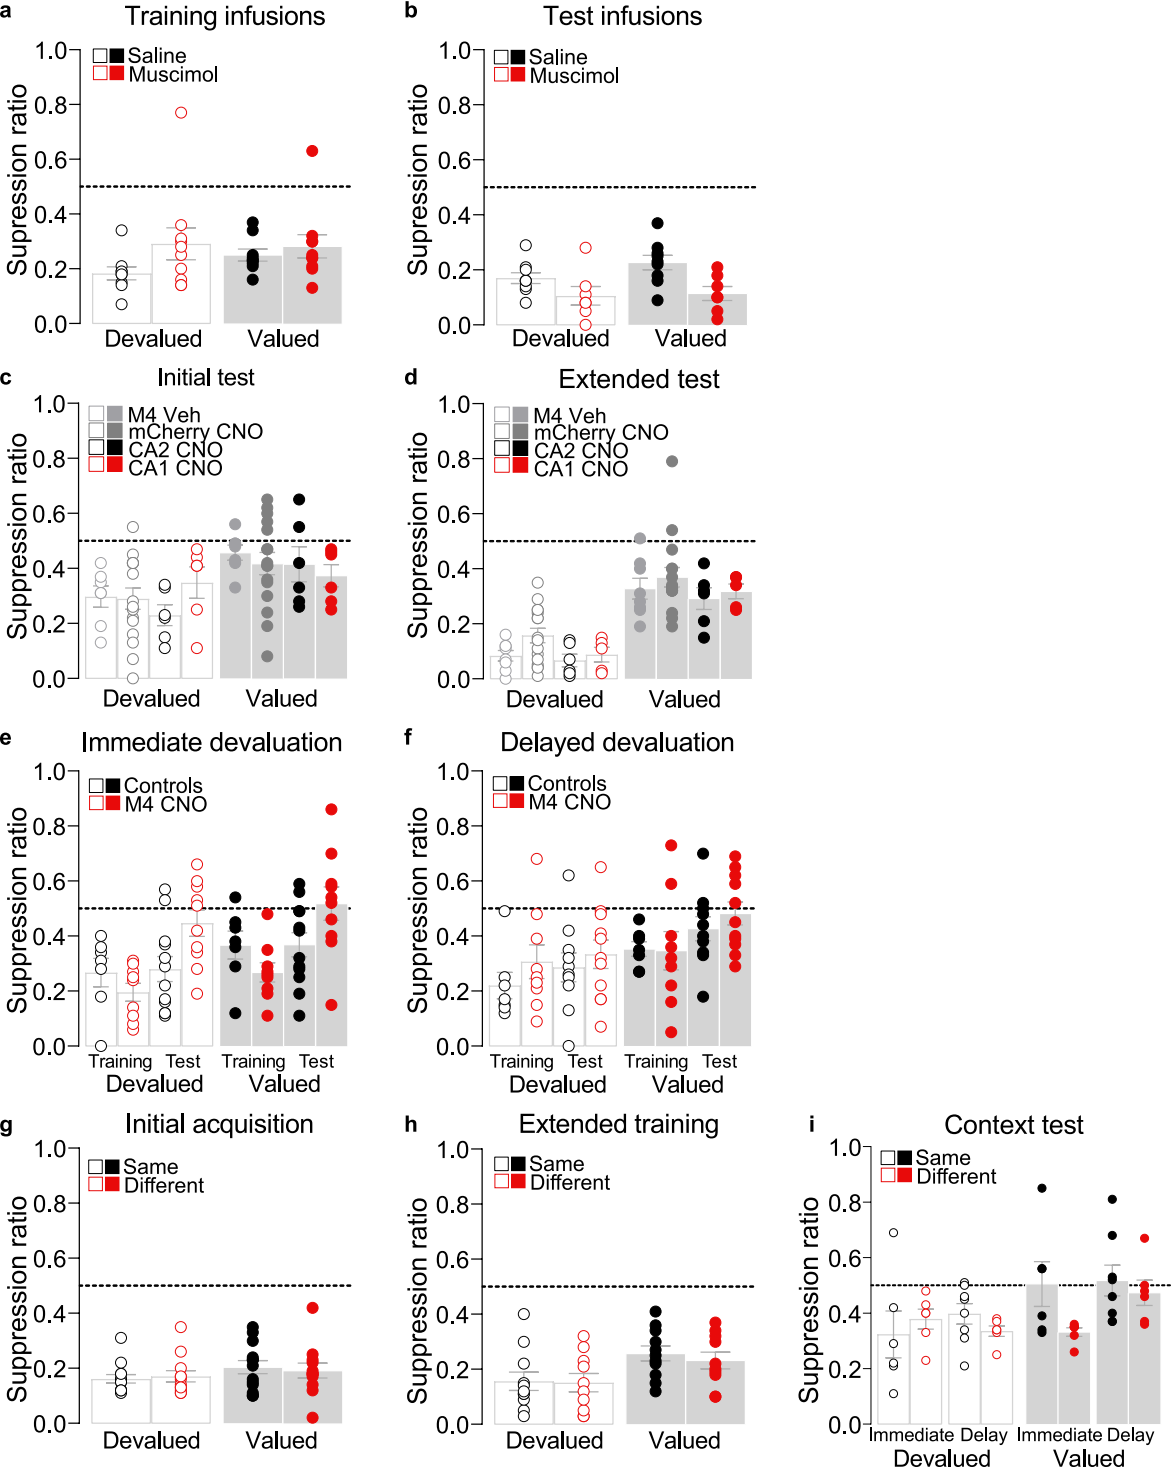 a
Training infusions
Suppression ratio
1.0
0.8
0.6
0.4
0.2
0.0
Saline
Muscimol
Devalued
Valued
b
Test infusions
Suppression ratio
1.0
0.8
0.6
0.4
0.2
0.0
Saline
Muscimol
Devalued
Valued
c
Initial test
Suppression ratio
1.0
0.8
0.6
0.4
0.2
0.0
M4 Veh
mCherry CNO
CA2 CNO
CA1 CNO
Devalued
Valued
d
Extended test
Suppression ratio
1.0
0.8
0.6
0.4
0.2
0.0
M4 Veh
mCherry CNO
CA2 CNO
CA1 CNO
Devalued
Valued
e
Immediate devaluation
Suppression ratio
1.0
0.8
0.6
0.4
0.2
0.0
Controls
M4 CNO
Training Test Training Test
Devalued
Valued
f
Delayed devaluation
Suppression ratio
1.0
0.8
0.6
0.4
0.2
0.0
Controls
M4 CNO
Training Test Training Test
Devalued
Valued
g
Initial acquisition
Suppression ratio
1.0
0.8
0.6
0.4
0.2
0.0
Same
Different
Devalued
Valued
h
Extended training
Suppression ratio
1.0
0.8
0.6
0.4
0.2
0.0
Same
Different
Devalued
Valued
i
Context test
Suppression ratio
1.0
0.8
0.6
0.4
0.2
0.0
Same
Different
Immediate Delay Immediate Delay
Devalued
Valued